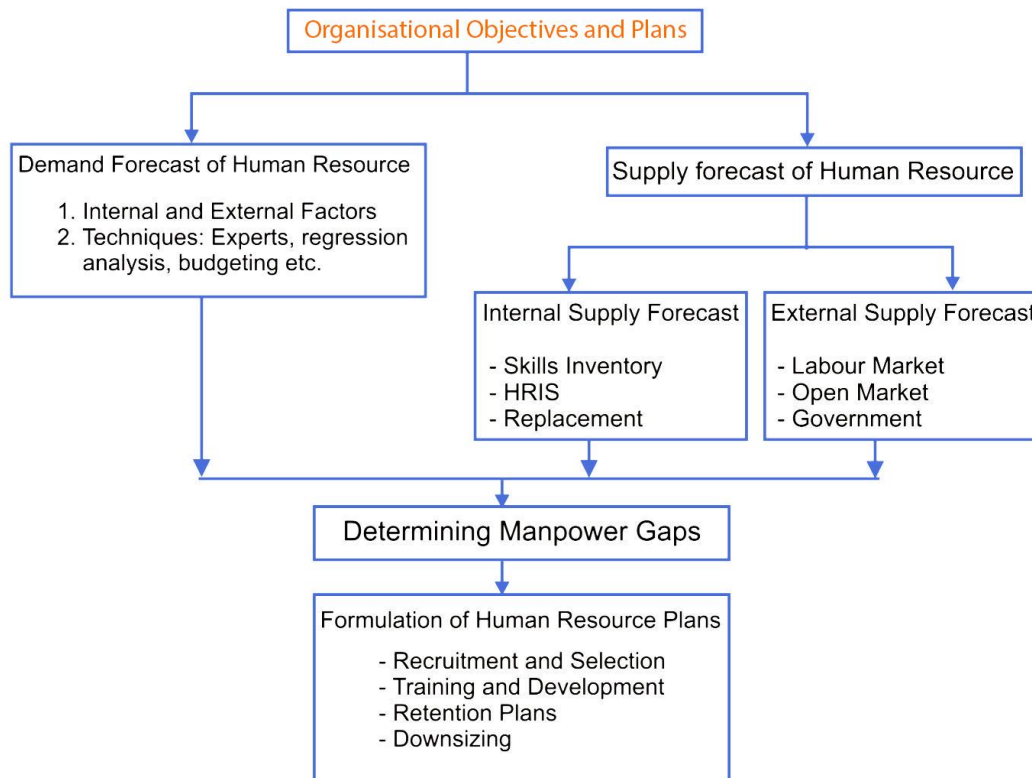 Organisational Objectives and Plans
Demand Forecast of Human Resource
1. Internal and External Factors
2. Techniques: Experts, regression
analysis, budgeting etc.
Supply forecast of Human Resource
Internal Supply Forecast
- Skills Inventory
- HRIS
- Replacement
External Supply Forecast
- Labour Market
- Open Market
- Government
Determining Manpower Gaps
Formulation of Human Resource Plans
- Recruitment and Selection
- Training and Development
- Retention Plans
- Downsizing